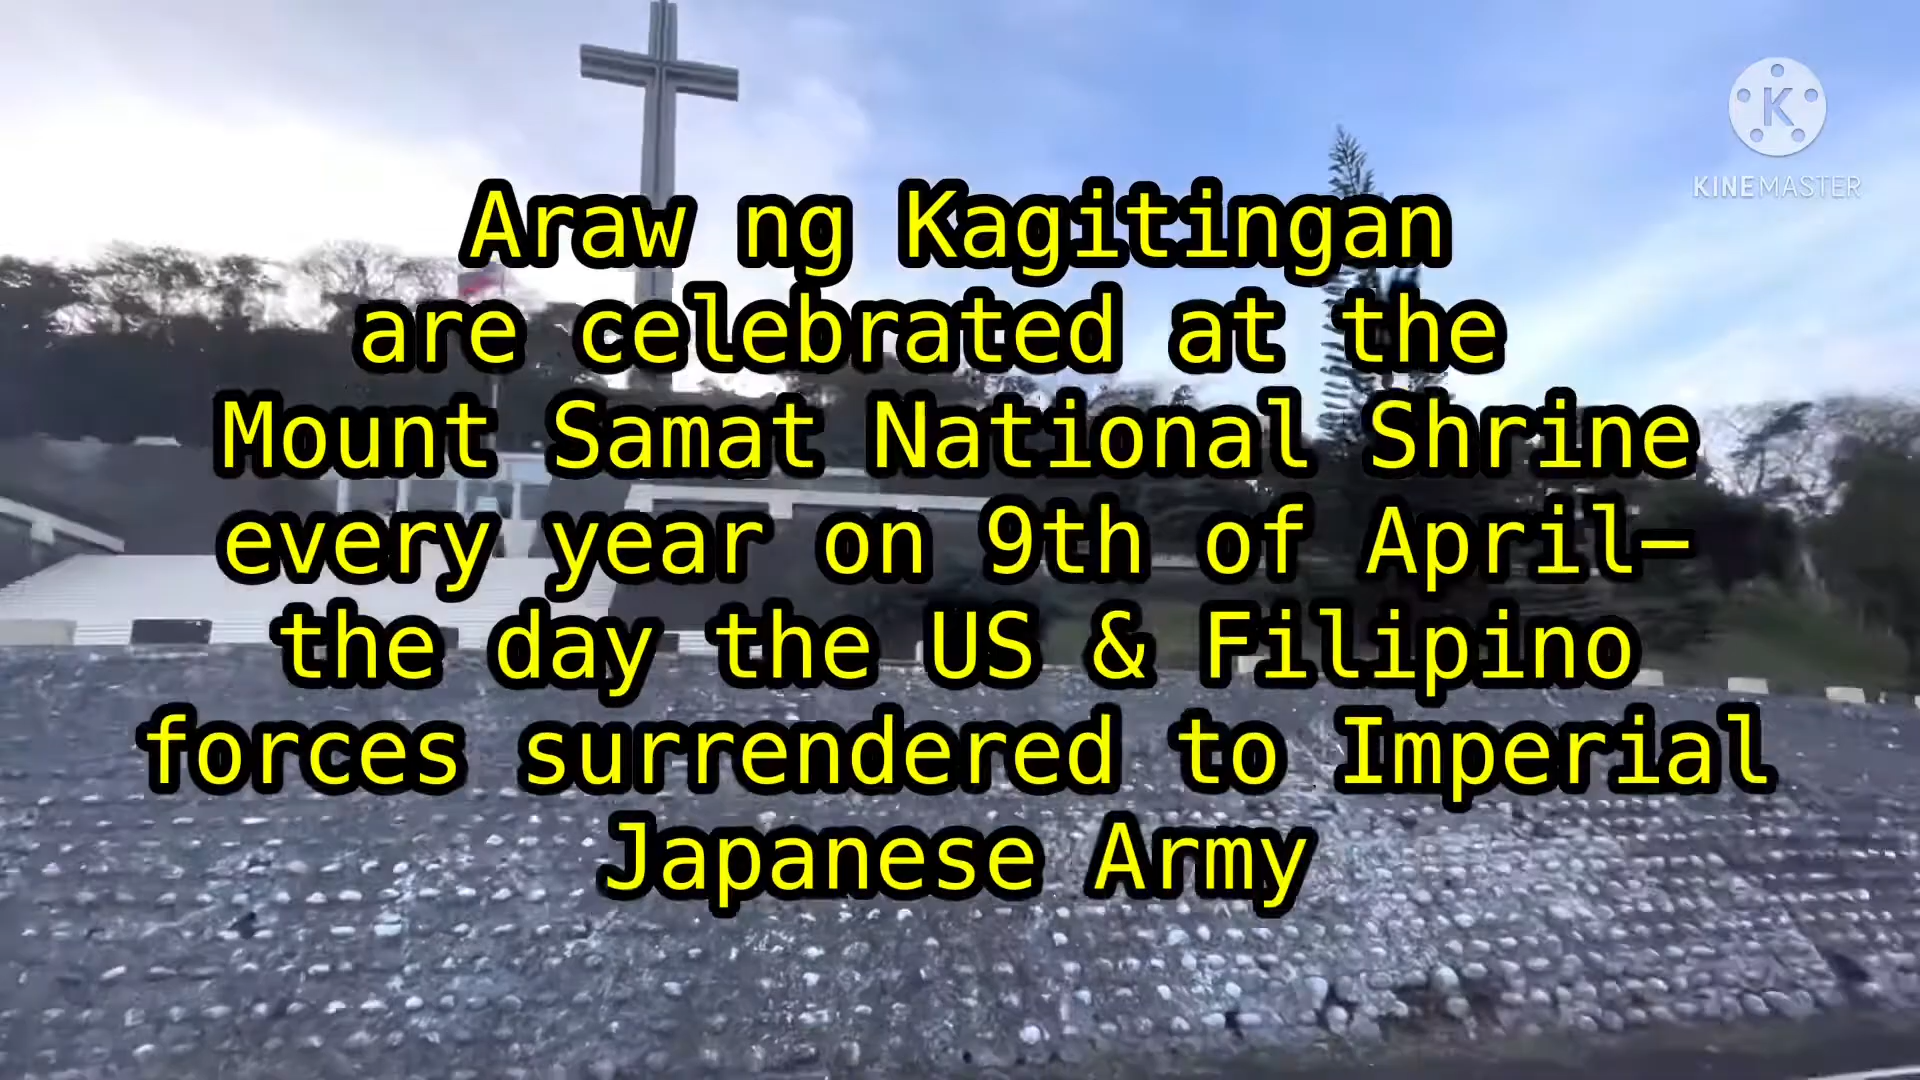 KINEMASTER
Araw ng Kagitingan
are celebrated at the
Mount Samat National Shrine
every year on 9th of April-
the day the US & Filipino
forces surrendered to Imperial
Japanese Army